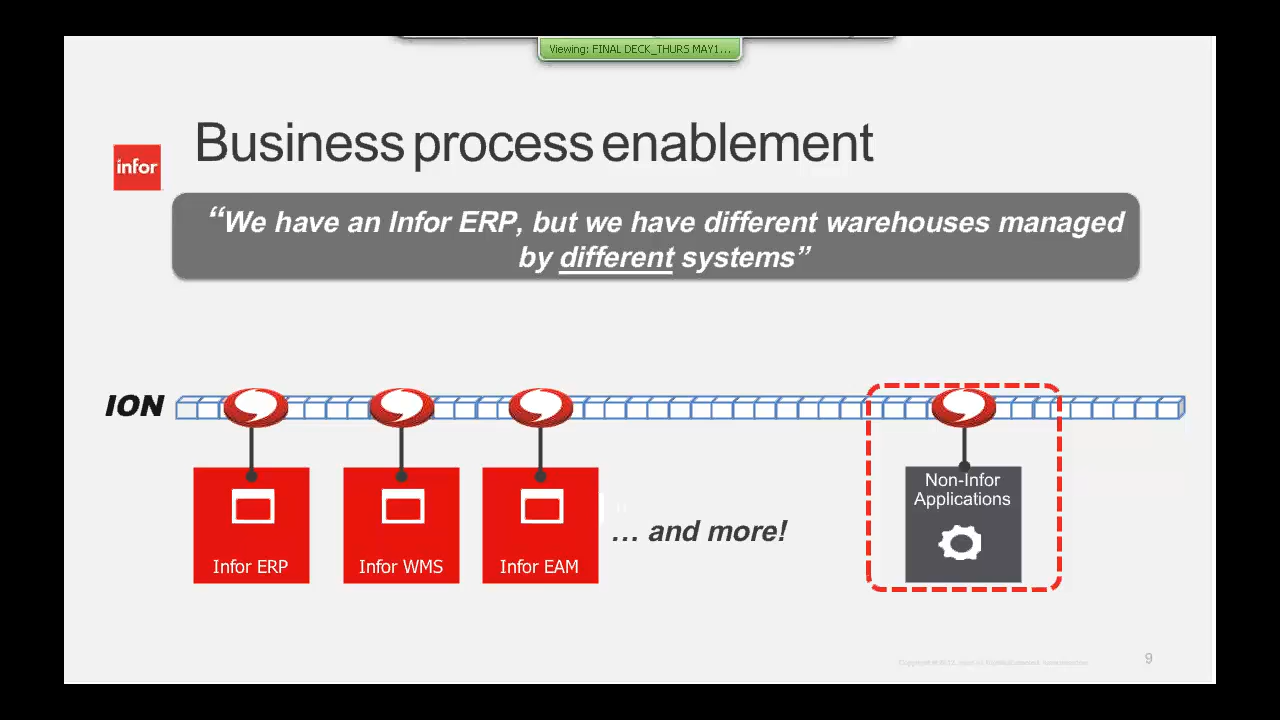 Viewing: FINAL DECK_THURS MAY1...
Business process enablement
infor
“We have an Infor ERP, but we have different warehouses managed
by different systems”
ION
Non-Infor
Applications
... and more!
Infor ERP
Infor WMS
Infor EAM
9